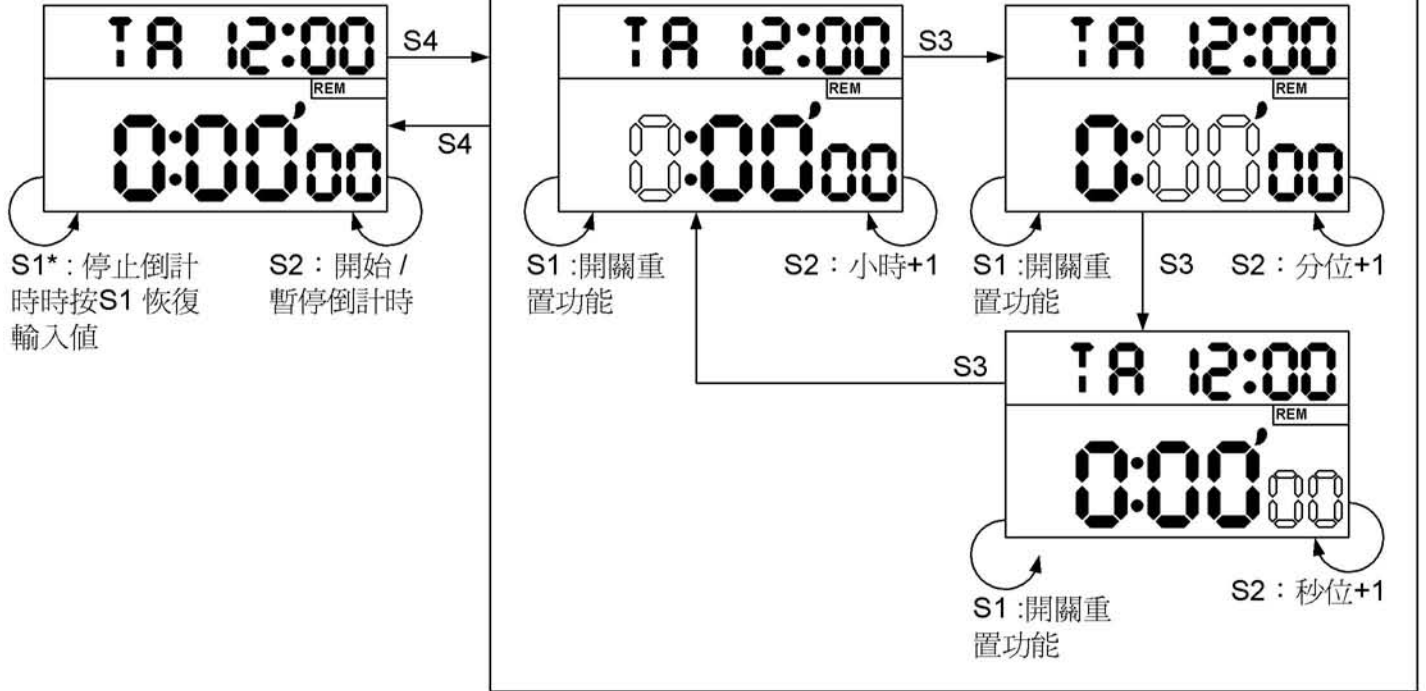 TIA 12:00
REM
0:00'00
S1* : 停止倒計
時時按S1 恢復
輸入值
S2：開始 /
暫停倒計時
S4
S4
TIA 12:00
REM
0:00'00
S1 :開關重
置功能
S2：小時+1
S3
TIA 12:00
REM
0:00'00
S1 :開關重
置功能
S3
S2：分位+1
S3
TIA 12:00
REM
0:00'00
S1 :開關重
置功能
S2：秒位+1